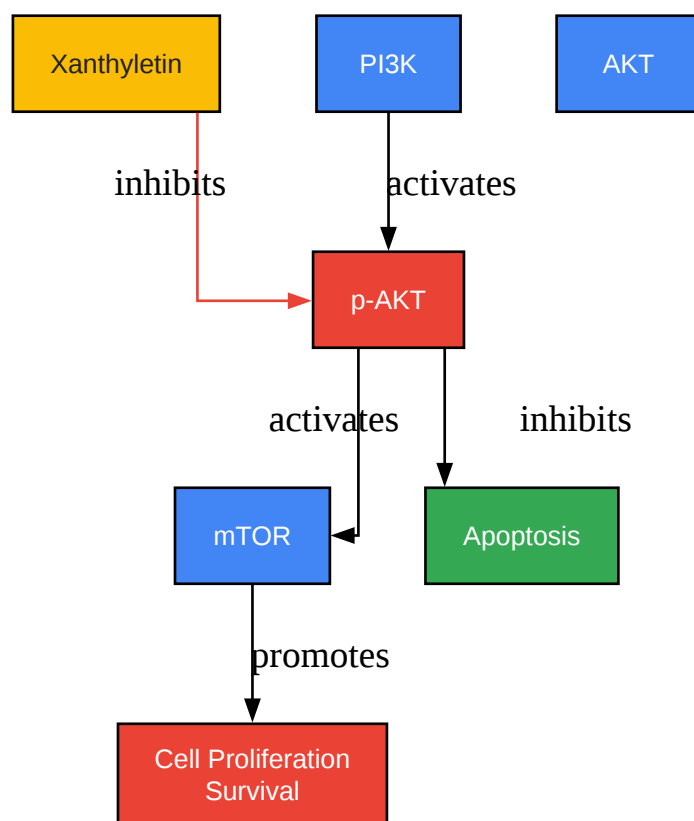 Xanthyletin
PI3K
AKT
inhibits
activates
p-AKT
activates
inhibits
mTOR
Apoptosis
promotes
Cell Proliferation
Survival